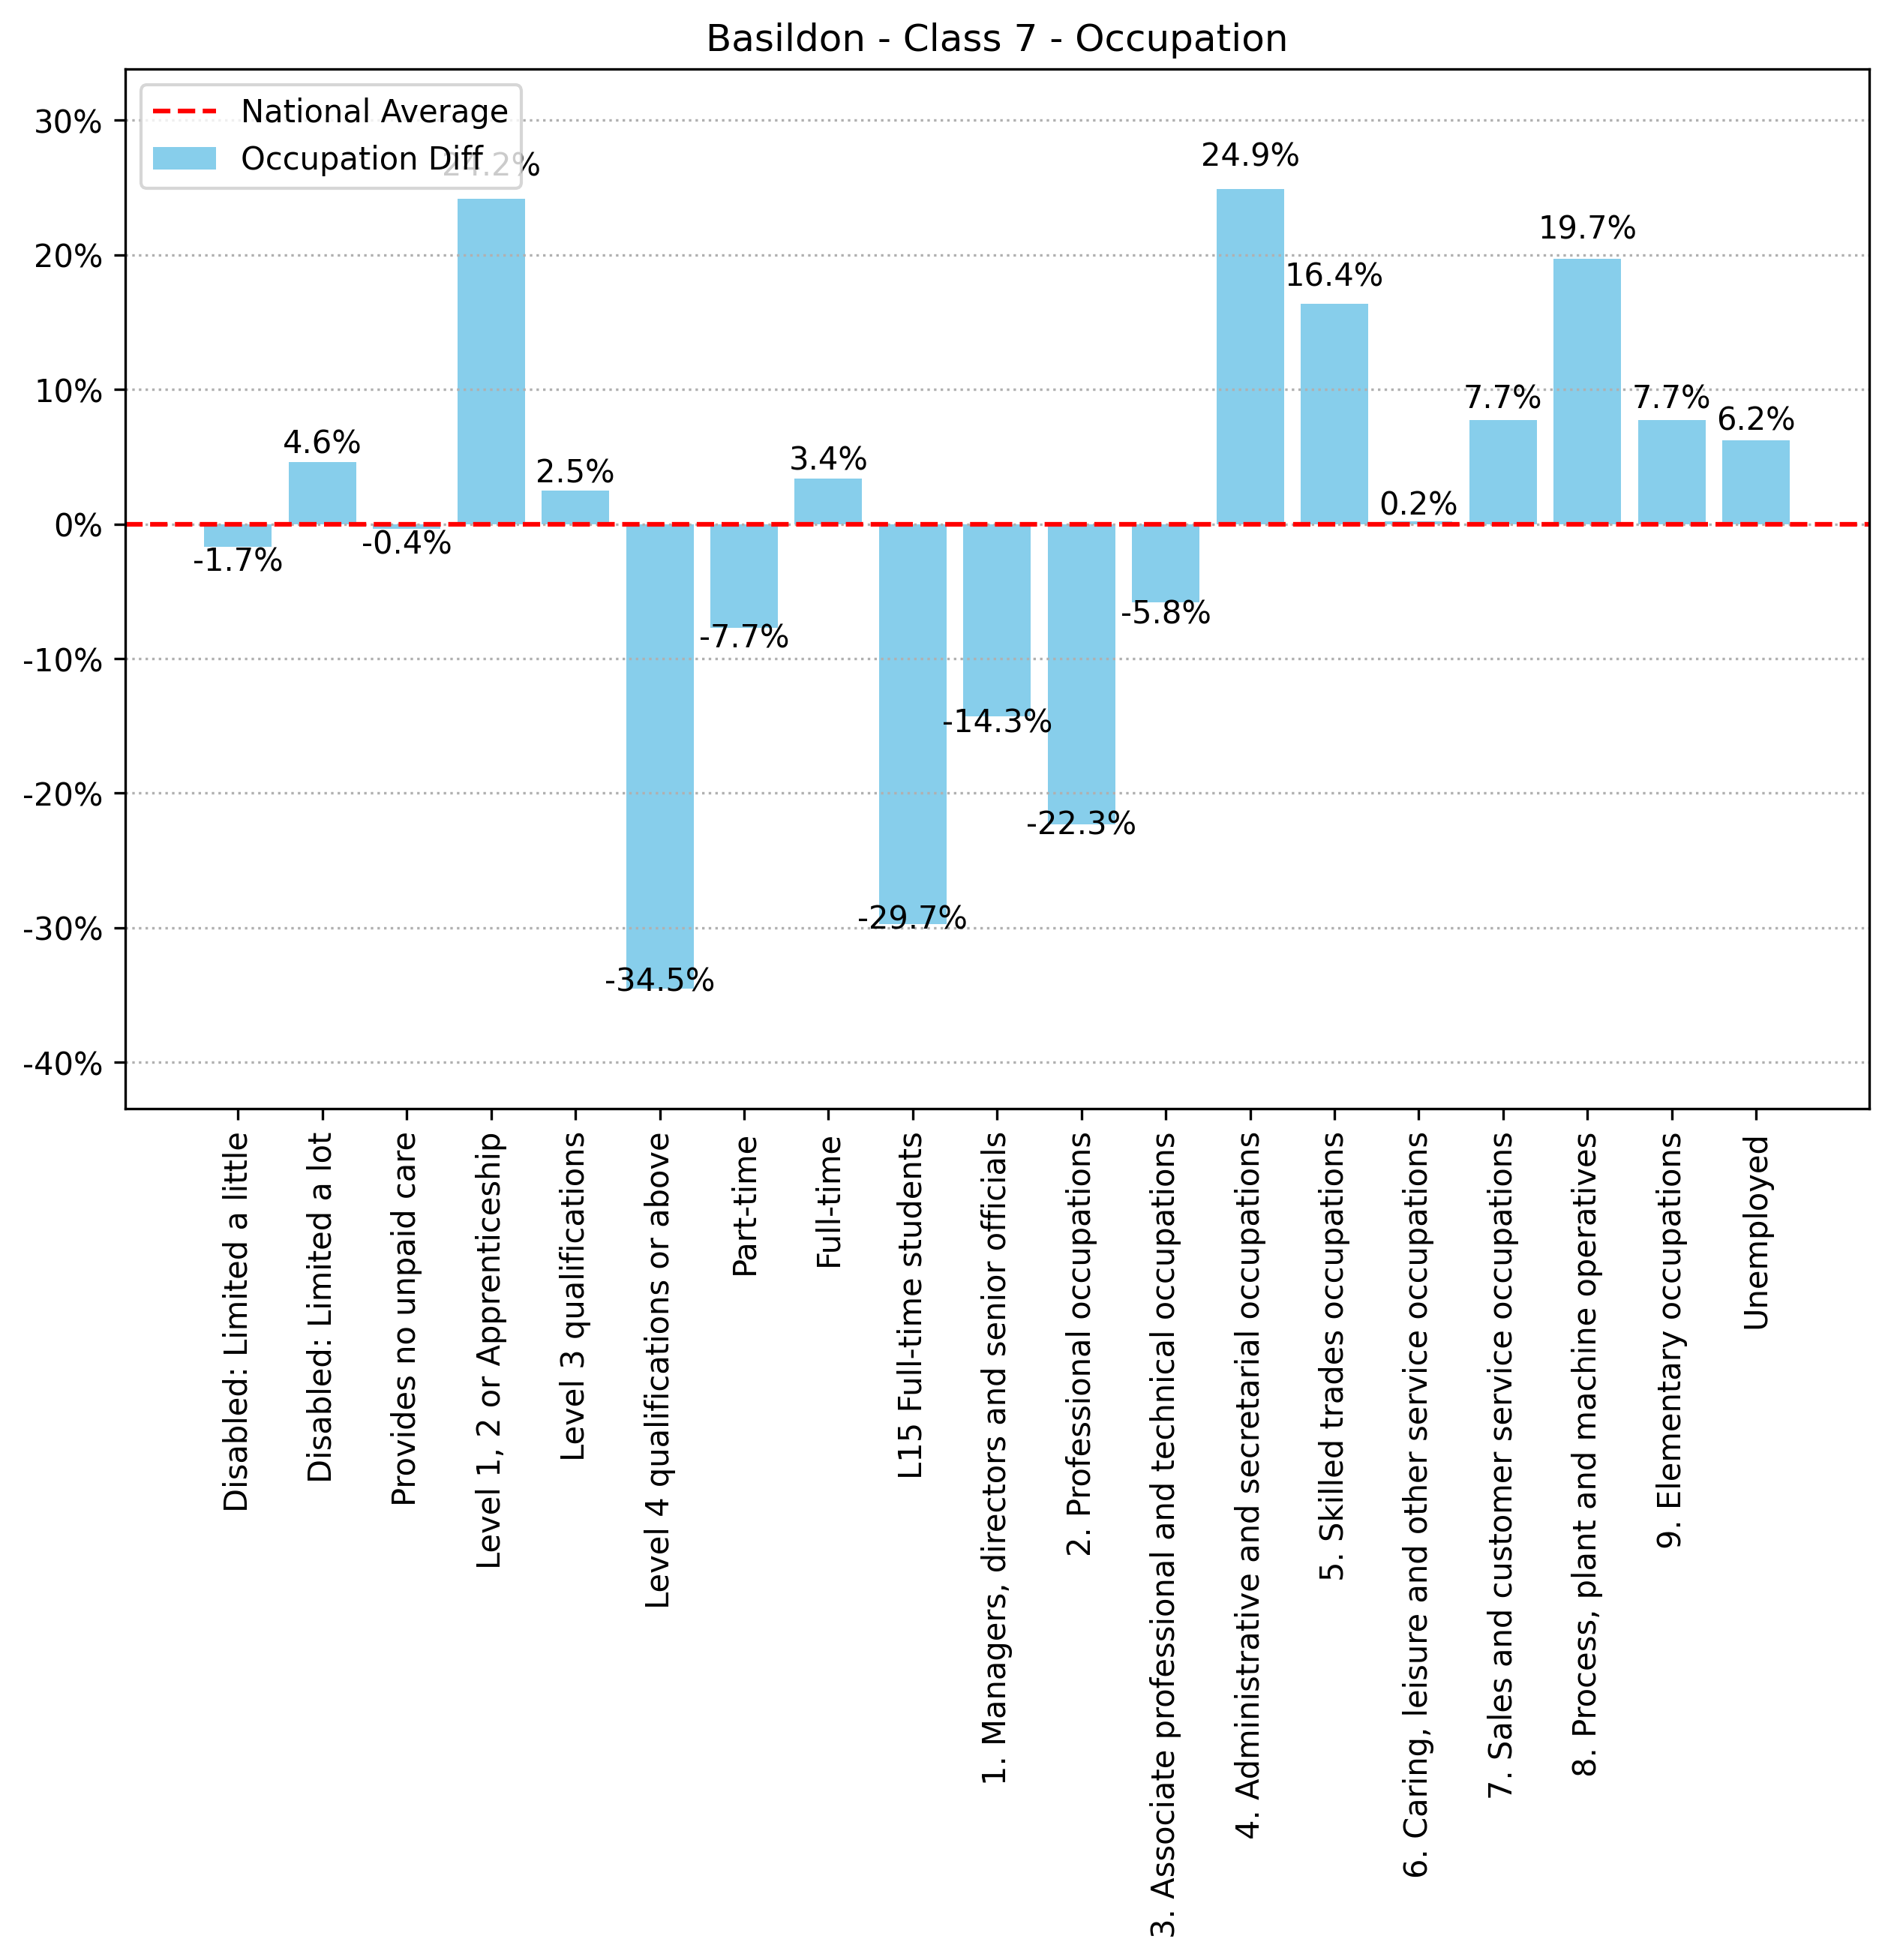 Basildon - Class 7 - Occupation
National Average
Occupation Diff
30%
20%
10%
0%
-10%
-20%
-30%
-40%
-1.7%
4.6%
-0.4%
24.2%
2.5%
-34.5%
-7.7%
3.4%
-29.7%
-14.3%
-22.3%
-5.8%
24.9%
16.4%
0.2%
7.7%
19.7%
7.7%
6.2%
Disabled: Limited a little
Disabled: Limited a lot
Provides no unpaid care
Level 1, 2 or Apprenticeship
Level 3 qualifications
Level 4 qualifications or above
Part-time
Full-time
L15 Full-time students
1. Managers, directors and senior officials
2. Professional occupations
3. Associate professional and technical occupations
4. Administrative and secretarial occupations
5. Skilled trades occupations
6. Caring, leisure and other service occupations
7. Sales and customer service occupations
8. Process, plant and machine operatives
9. Elementary occupations
Unemployed